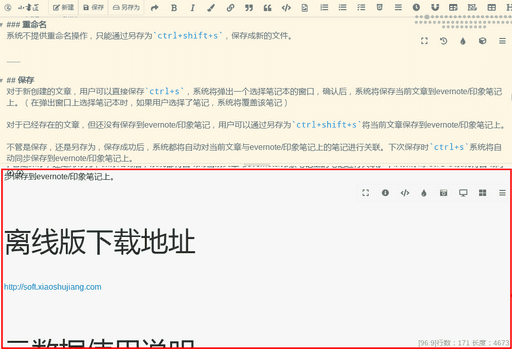 新建 保存 另存为
### 重命名
系统不提供重命名操作，只能通过另存为`ctrl+shift+s`，保存成新的文件。
## 保存
对于新创建的文章，用户可以直接保存`ctrl+s`，系统将弹出一个选择笔记本的窗口，确认后，系统将保存当前文章到evernote/印象笔记
上。（在弹出窗口上选择笔记本时，如果用户选择了笔记，系统将覆盖该笔记）
对于已经存在的文章，但还没有保存到evernote/印象笔记，用户可以通过另存为`ctrl+shift+s`将当前文章保存到evernote/印象笔记上。
不管是保存，还是另存为，保存成功后，系统都将自动对当前文章与evernote/印象笔记上的笔记进行关联。下次保存时`ctrl+s`系统将自
动同步保存到evernote/印象笔记上。
步保存到evernote/印象笔记上。
离线版下载地址
http://soft.xiaoshujiang.com
元数据使用说明
[96.9]行数：171 长度：4673